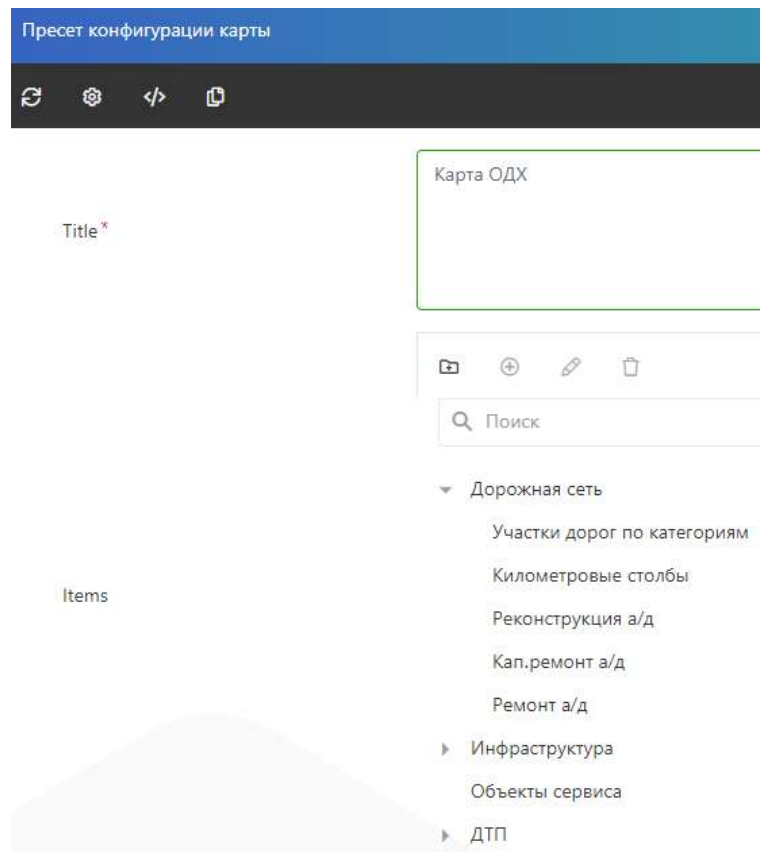 Пресет конфигурации карты
Карта ОДХ
Title *
Поиск
Дорожная сеть
Участки дорог по категориям
Километровые столбы
Items
Реконструкция а/д
Кап.ремонт а/д
Ремонт а/д
Инфраструктура
Объекты сервиса
ДТП